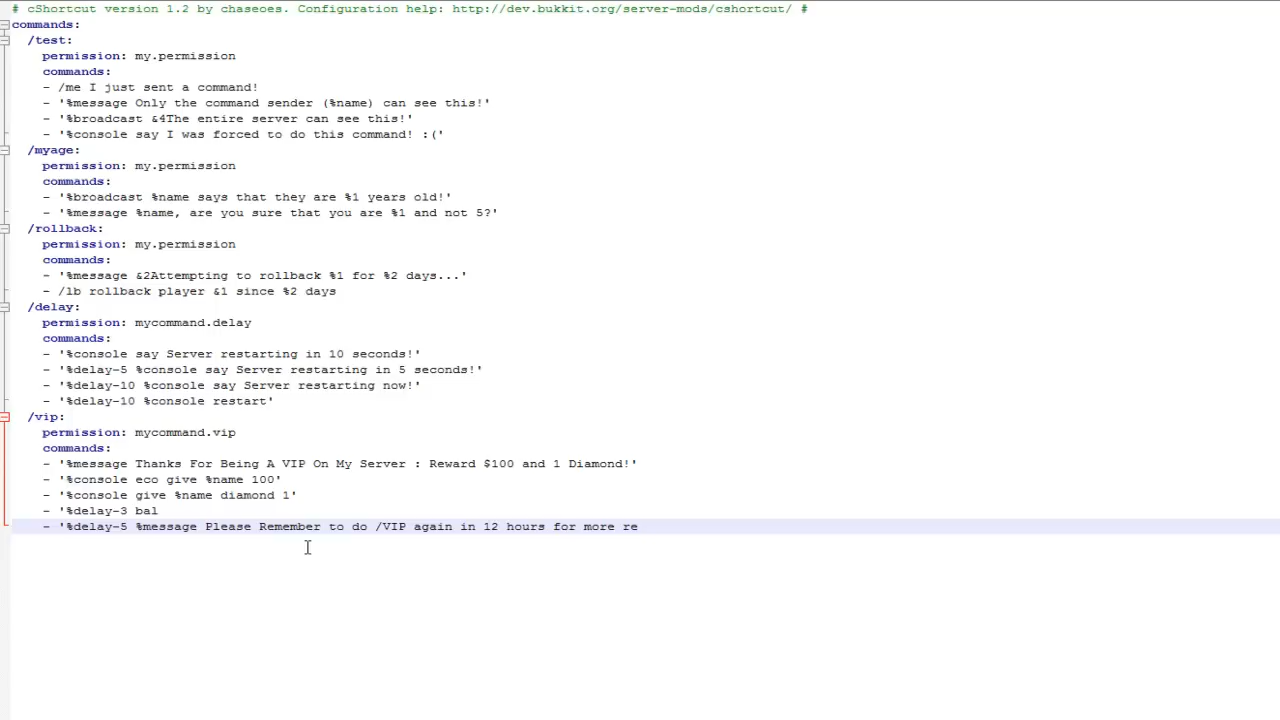 # cShortcut version 1.2 by chaseoes. Configuration help: http://dev.bukkit.org/server-mods/cshortcut/ #
commands:
  /test:
    permission: my.permission
    commands:
    - /me I just sent a command!
    - '%message Only the command sender (%name) can see this!'
    - '%broadcast &4The entire server can see this!'
    - '%console say I was forced to do this command! :('
  /myage:
    permission: my.permission
    commands:
    - '%broadcast %name says that they are %1 years old!'
    - '%message %name, are you sure that you are %1 and not 5?'
  /rollback:
    permission: my.permission
    commands:
    - '%message &2Attempting to rollback %1 for %2 days...'
    - /lb rollback player &1 since %2 days
  /delay:
    permission: mycommand.delay
    commands:
    - '%console say Server restarting in 10 seconds!'
    - '%delay-5 %console say Server restarting in 5 seconds!'
    - '%delay-10 %console say Server restarting now!'
    - '%delay-10 %console restart'
  /vip:
    permission: mycommand.vip
    commands:
    - '%message Thanks For Being A VIP On My Server : Reward $100 and 1 Diamond!'
    - '%console eco give %name 100'
    - '%console give %name diamond 1'
    - '%delay-3 bal
    - '%delay-5 %message Please Remember to do /VIP again in 12 hours for more re